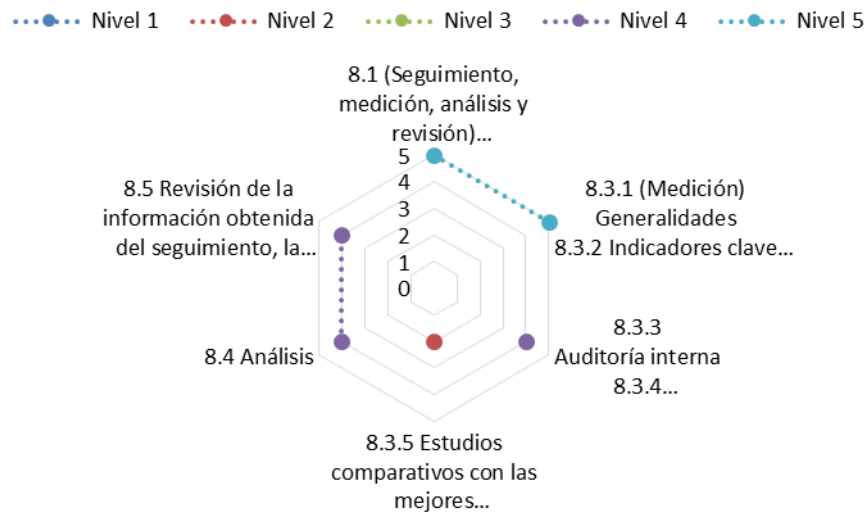 Nivel 1 Nivel 2 Nivel 3 Nivel 4 Nivel 5
8.1 (Seguimiento,
medición, análisis y
revisión)...
5
4
3
2
1
0
8.3.1 (Medición)
Generalidades
8.3.2 Indicadores clave...
8.3.3
Auditoría interna
8.3.4...
8.3.5 Estudios
comparativos con las
mejores...
8.4 Análisis
8.5 Revisión de la
información obtenida
del seguimiento, la...